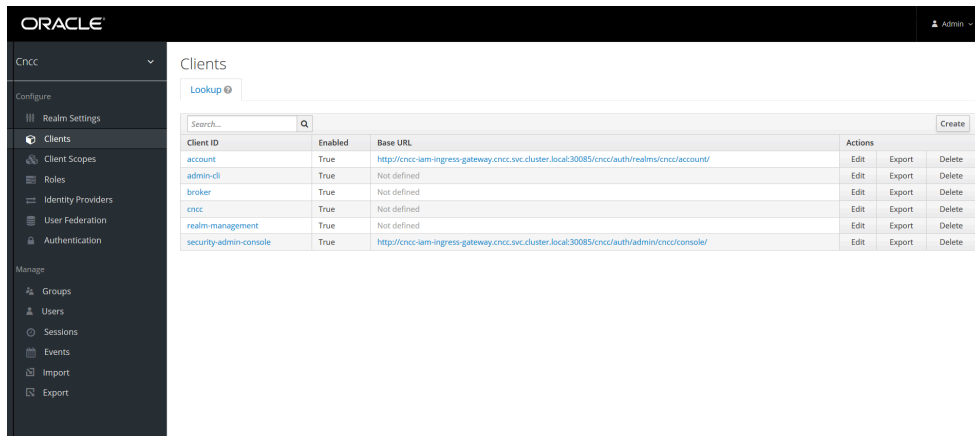 ORACLE
Admin
Cncc
Configure
Realm Settings
Clients
Client Scopes
Roles
Identity Providers
User Federation
Authentication
Manage
Groups
Users
Sessions
Events
Import
Export
Clients
Lookup
Search...
Create
Client ID Enabled Base URL Actions
account True http://cncc-iam-ingress-gateway.cncc.svc.cluster.local:30085/cncc/auth/realms/cncc/account/ Edit Export Delete
admin-cli True Not defined Edit Export Delete
broker True Not defined Edit Export Delete
cncc True Not defined Edit Export Delete
realm-management True Not defined Edit Export Delete
security-admin-console True http://cncc-iam-ingress-gateway.cncc.svc.cluster.local:30085/cncc/auth/admin/cncc/console/ Edit Export Delete